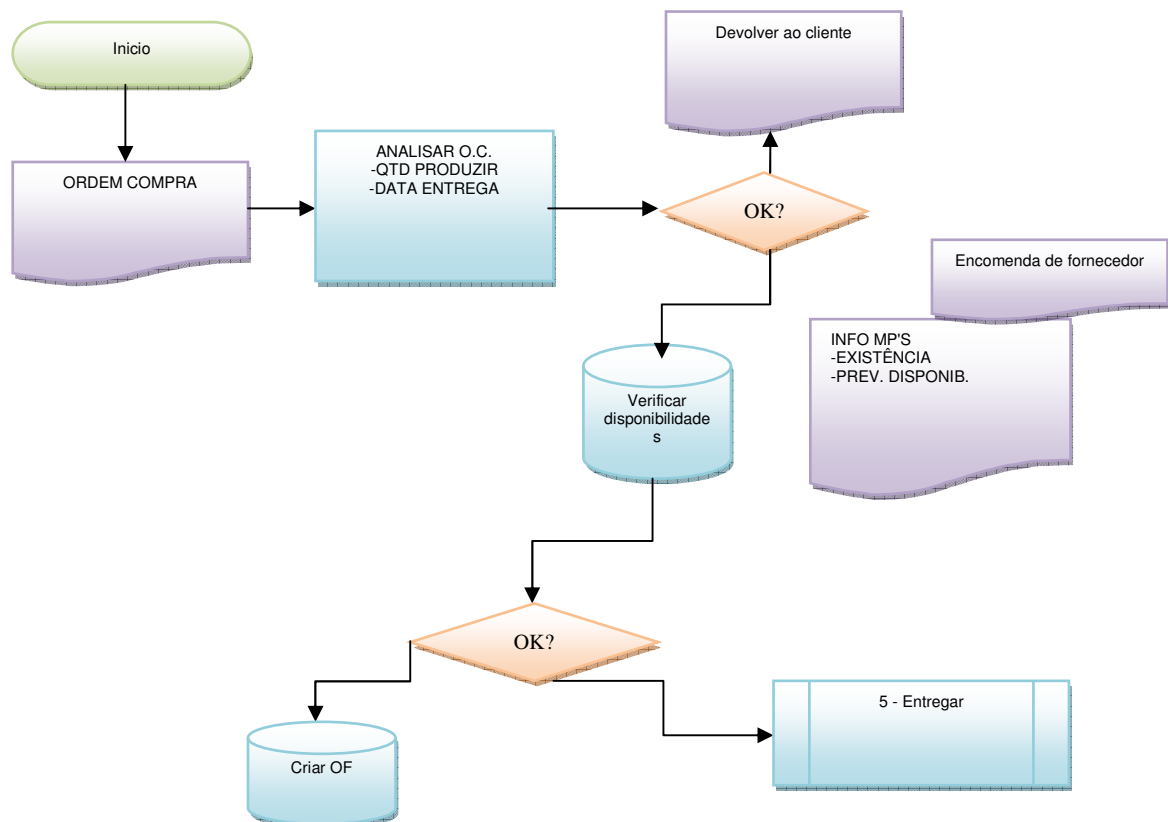 Inicio
Devolver ao cliente
ORDEM COMPRA
ANALISAR O.C.
-QTD PRODUZIR
-DATA ENTREGA
OK?
Encomenda de fornecedor
INFO MP'S
-EXISTÊNCIA
-PREV. DISPONIB.
Verificar
disponibilidade
s
OK?
5 - Entregar
Criar OF